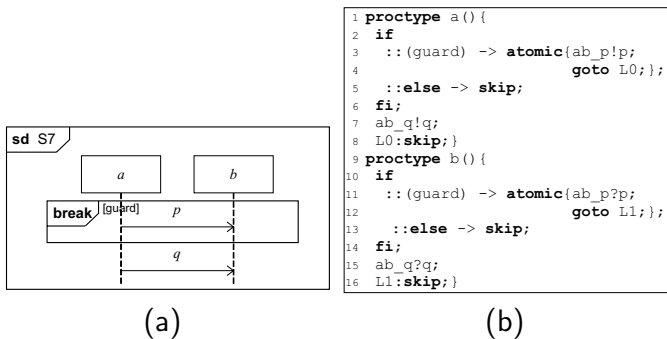 sd S7
a
b
break
[guard]
p
q
(a)
1 proctype a(){
2 if
3 ::(guard) -> atomic{ab_p!p;
4 goto L0;};
5 ::else -> skip;
6 fi;
7 ab_q!q;
8 L0:skip;}
9 proctype b(){
10 if
11 ::(guard) -> atomic{ab_p?p;
12 goto L1;};
13 ::else -> skip;
14 fi;
15 ab_q?q;
16 L1:skip;}
(b)